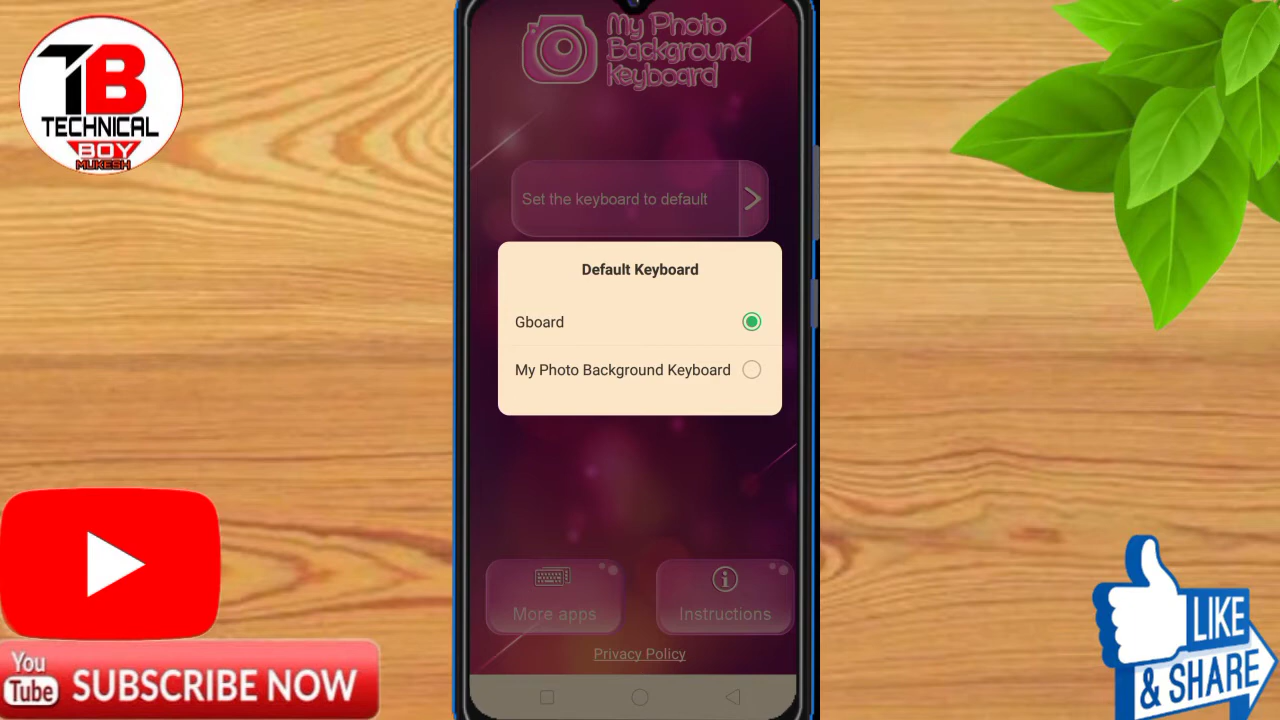 TB
TECHNICAL
BOY
MUKESH
My Photo
Background
Keyboard
Set the keyboard to default
Default Keyboard
Gboard
My Photo Background Keyboard
More apps
Instructions
Privacy Policy
You
Tube
SUBSCRIBE NOW
LIKE
& SHARE